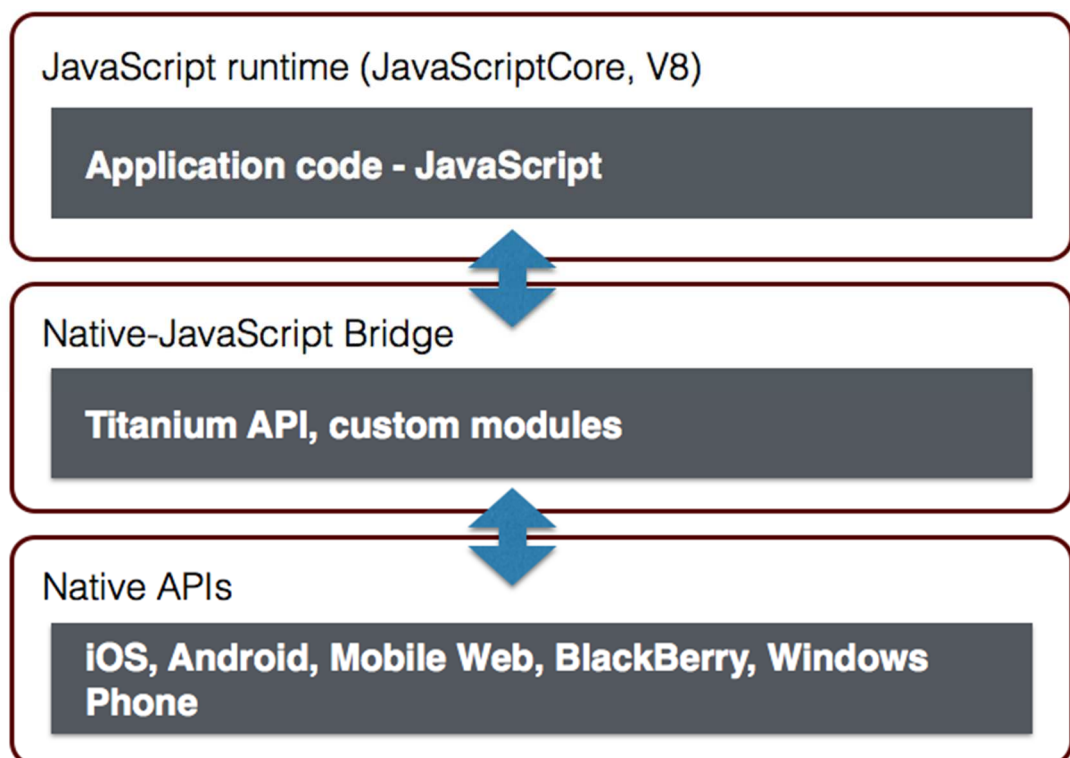 JavaScript runtime (JavaScriptCore, V8)
Application code - JavaScript
Native-JavaScript Bridge
Titanium API, custom modules
Native APIs
iOS, Android, Mobile Web, BlackBerry, Windows
Phone